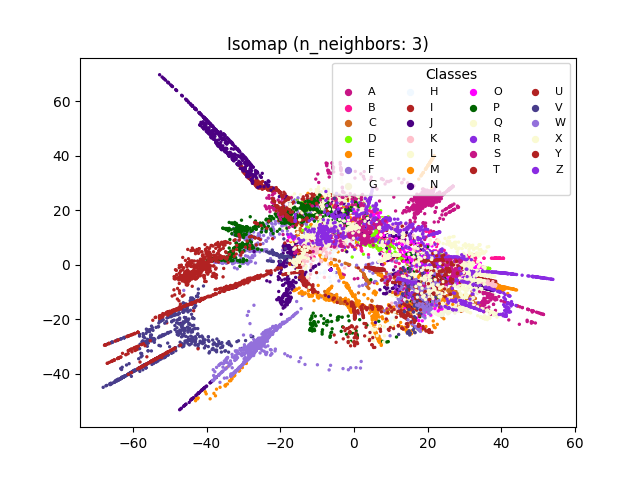 Isomap (n_neighbors: 3)
Classes
A H O U
B I P V
C J Q W
D K R X
E L S Y
F M T Z
G N
60
40
20
0
−20
−40
−60 −40 −20 0 20 40 60